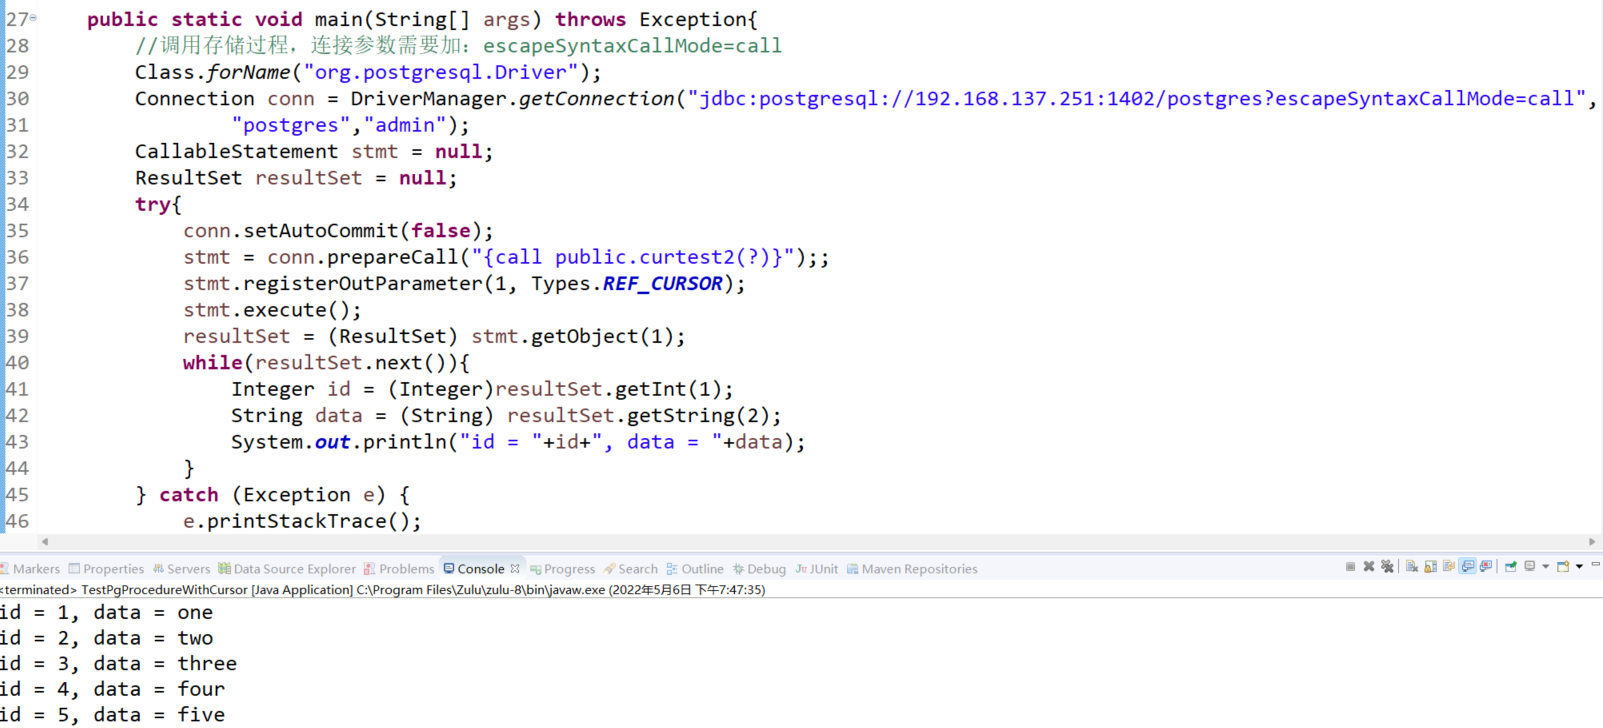 27 public static void main(String[] args) throws Exception{
28 //调用存储过程，连接参数需要加：escapeSyntaxCallMode=call
29 Class.forName("org.postgresql.Driver");
30 Connection conn = DriverManager.getConnection("jdbc:postgresql://192.168.137.251:1402/postgres?escapeSyntaxCallMode=call",
31 "postgres","admin");
32 CallableStatement stmt = null;
33 ResultSet resultSet = null;
34 try{
35 conn.setAutoCommit(false);
36 stmt = conn.prepareCall("{call public.curtest2(?)}");;
37 stmt.registerOutParameter(1, Types.REF_CURSOR);
38 stmt.execute();
39 resultSet = (ResultSet) stmt.getObject(1);
40 while(resultSet.next()){
41 Integer id = (Integer)resultSet.getInt(1);
42 String data = (String) resultSet.getString(2);
43 System.out.println("id = "+id+", data = "+data);
44 }
45 } catch (Exception e) {
46 e.printStackTrace();
Markers Properties Servers Data Source Explorer Problems Console Progress Search Outline Debug JUnit Maven Repositories
<terminated> TestPgProcedureWithCursor [Java Application] C:\Program Files\Zulu\zulu-8\bin\javaw.exe (2022年5月6日 下午7:47:35)
id = 1, data = one
id = 2, data = two
id = 3, data = three
id = 4, data = four
id = 5, data = five